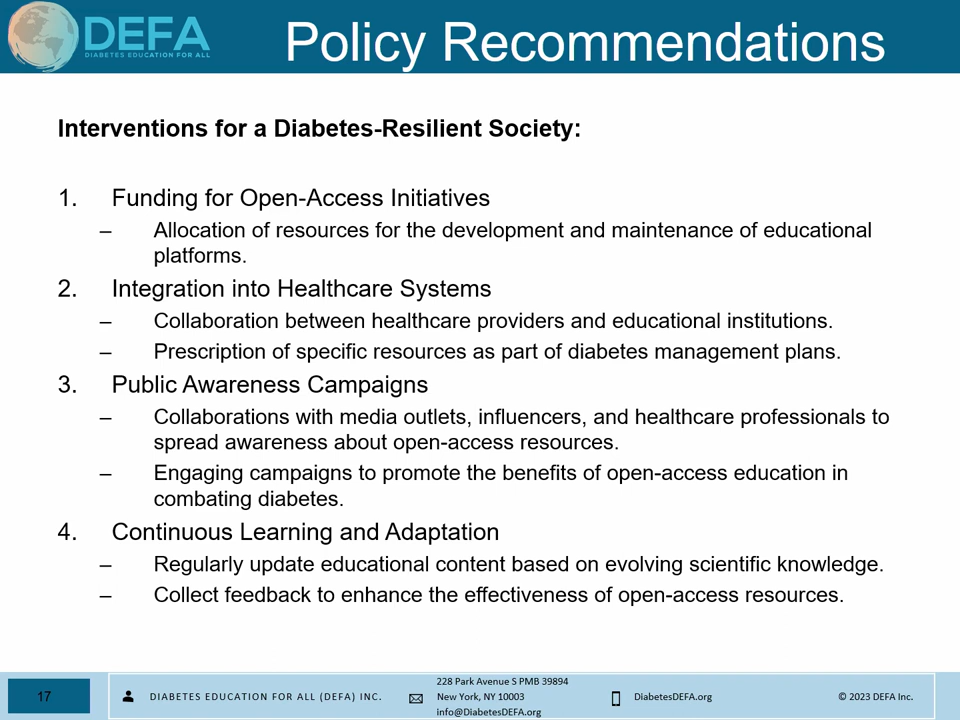 DEFA
DIABETES EDUCATION FOR ALL
Policy Recommendations
Interventions for a Diabetes-Resilient Society:
1. Funding for Open-Access Initiatives
– Allocation of resources for the development and maintenance of educational
platforms.
2. Integration into Healthcare Systems
– Collaboration between healthcare providers and educational institutions.
– Prescription of specific resources as part of diabetes management plans.
3. Public Awareness Campaigns
– Collaborations with media outlets, influencers, and healthcare professionals to
spread awareness about open-access resources.
– Engaging campaigns to promote the benefits of open-access education in
combating diabetes.
4. Continuous Learning and Adaptation
– Regularly update educational content based on evolving scientific knowledge.
– Collect feedback to enhance the effectiveness of open-access resources.
17
DIABETES EDUCATION FOR ALL (DEFA) INC.
228 Park Avenue S PMB 39894
New York, NY 10003
info@DiabetesDEFA.org
DiabetesDEFA.org
© 2023 DEFA Inc.